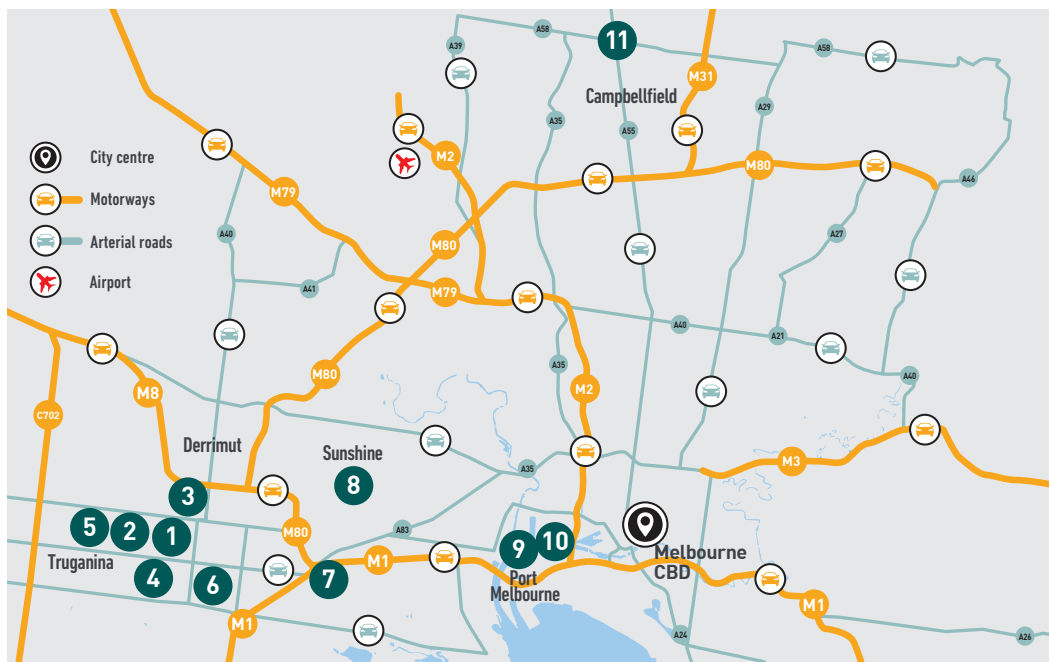 A58
11
A58
A39
M31
Campbellfield
A29
A35
A55
City centre
M2
M80
Motorways
M79
A46
Arterial roads
A40
A27
M80
Airport
A41
M79
A40
A21
A35
M80
M2
A40
M8
C702
Derrimut
Sunshine
8
A35
M3
3
5
2
1
M80
A83
9
10
Melbourne
CBD
Truganina
4
6
7
M1
Port
Melbourne
M1
M1
A24
A26